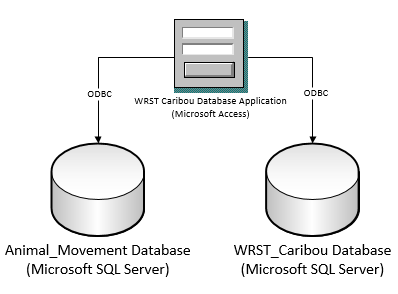 ODBC
ODBC
WRST Caribou Database Application
(Microsoft Access)
Animal_Movement Database
(Microsoft SQL Server)
WRST_Caribou Database
(Microsoft SQL Server)